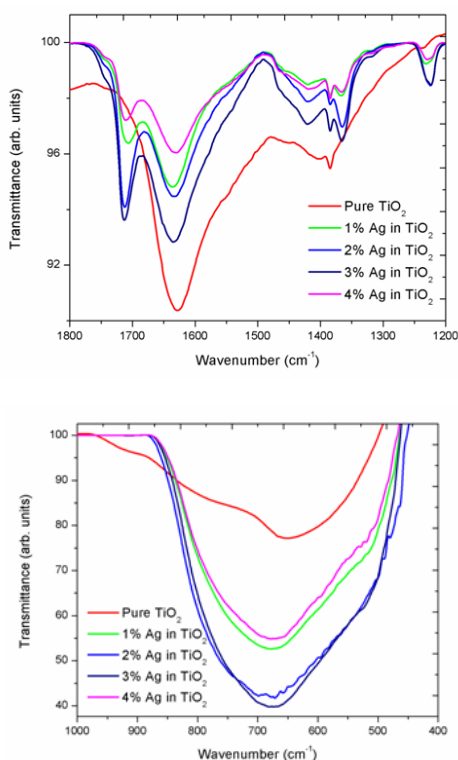 Transmittance (arb. units)
100
96
92
1800
1700
1600
1500
1400
1300
1200
Wavenumber (cm⁻¹)
Pure TiO₂
1% Ag in TiO₂
2% Ag in TiO₂
3% Ag in TiO₂
4% Ag in TiO₂
Transmittance (arb. units)
100
90
80
70
60
50
40
1000
900
800
700
600
500
400
Wavenumber (cm⁻¹)
Pure TiO₂
1% Ag in TiO₂
2% Ag in TiO₂
3% Ag in TiO₂
4% Ag in TiO₂